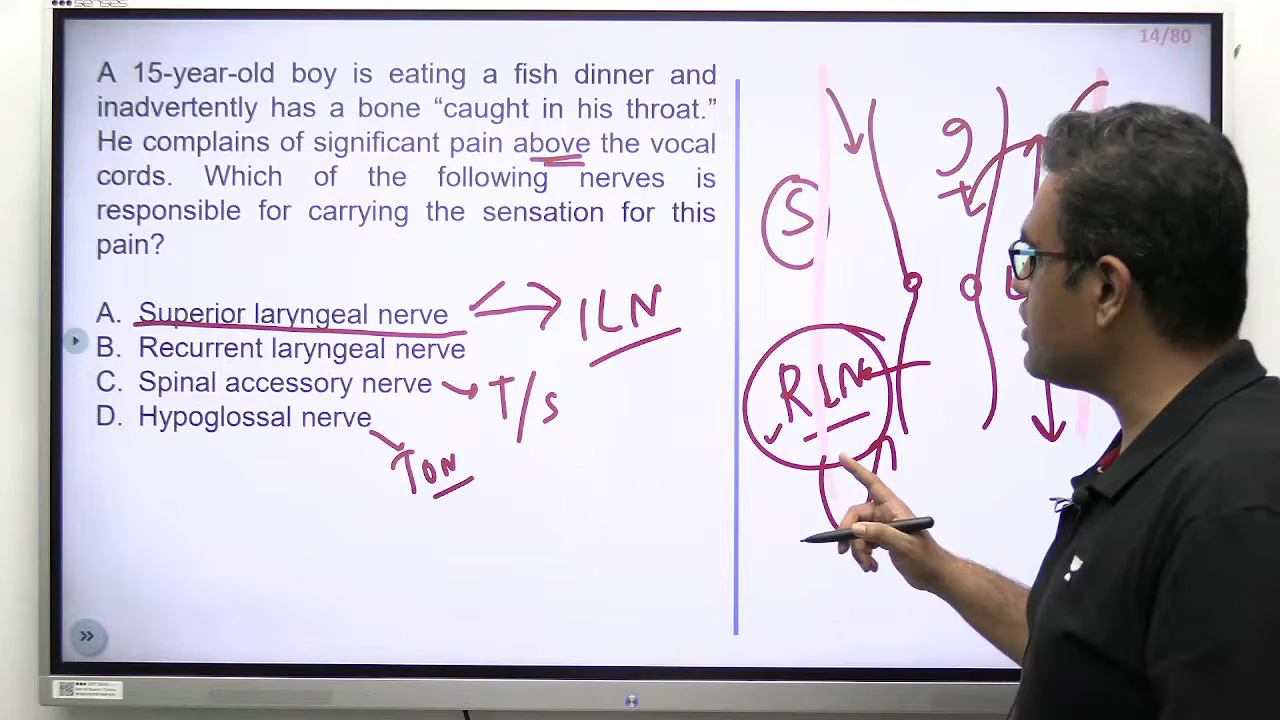 senses
14/80
A 15-year-old boy is eating a fish dinner and
inadvertently has a bone “caught in his throat.”
He complains of significant pain above the vocal
cords. Which of the following nerves is
responsible for carrying the sensation for this
pain?
A. Superior laryngeal nerve
ILN
B. Recurrent laryngeal nerve
C. Spinal accessory nerve
T/S
D. Hypoglossal nerve
TON
S
9
RLN